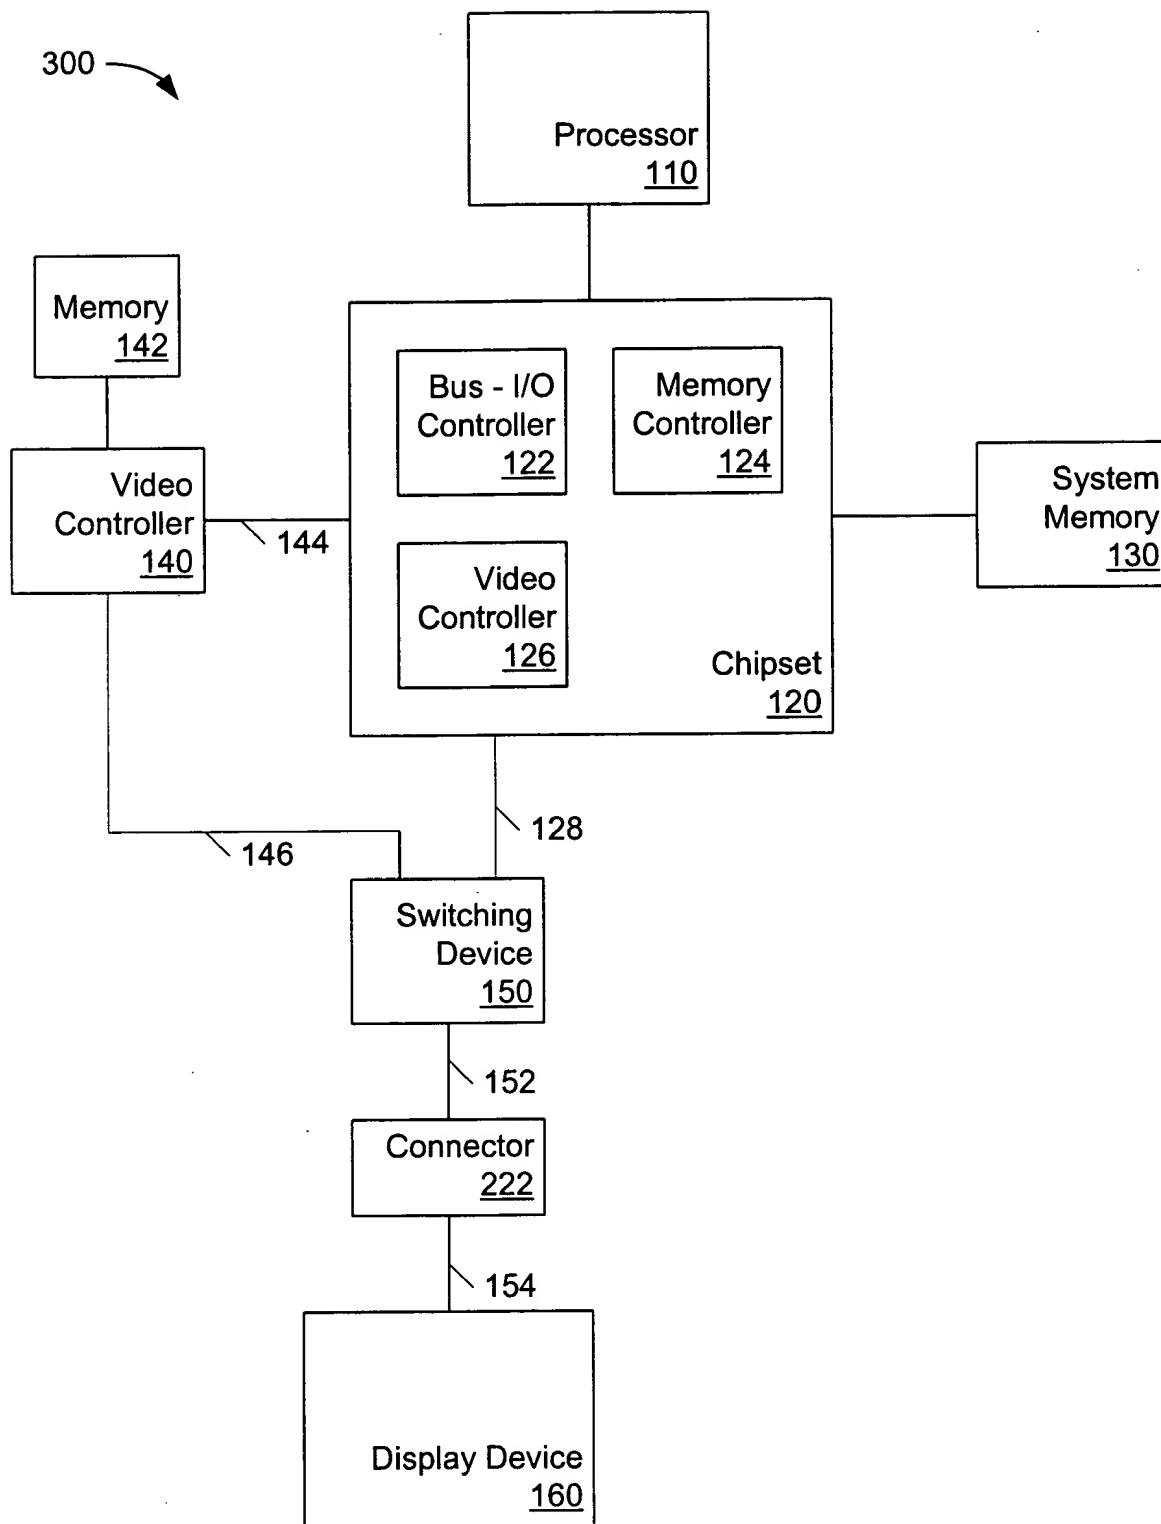 300
Processor
110
Memory
142
Bus - I/O
Controller
122
Memory
Controller
124
Video
Controller
140
144
System
Memory
130
Video
Controller
126
Chipset
120
128
146
Switching
Device
150
152
Connector
222
154
Display Device
160